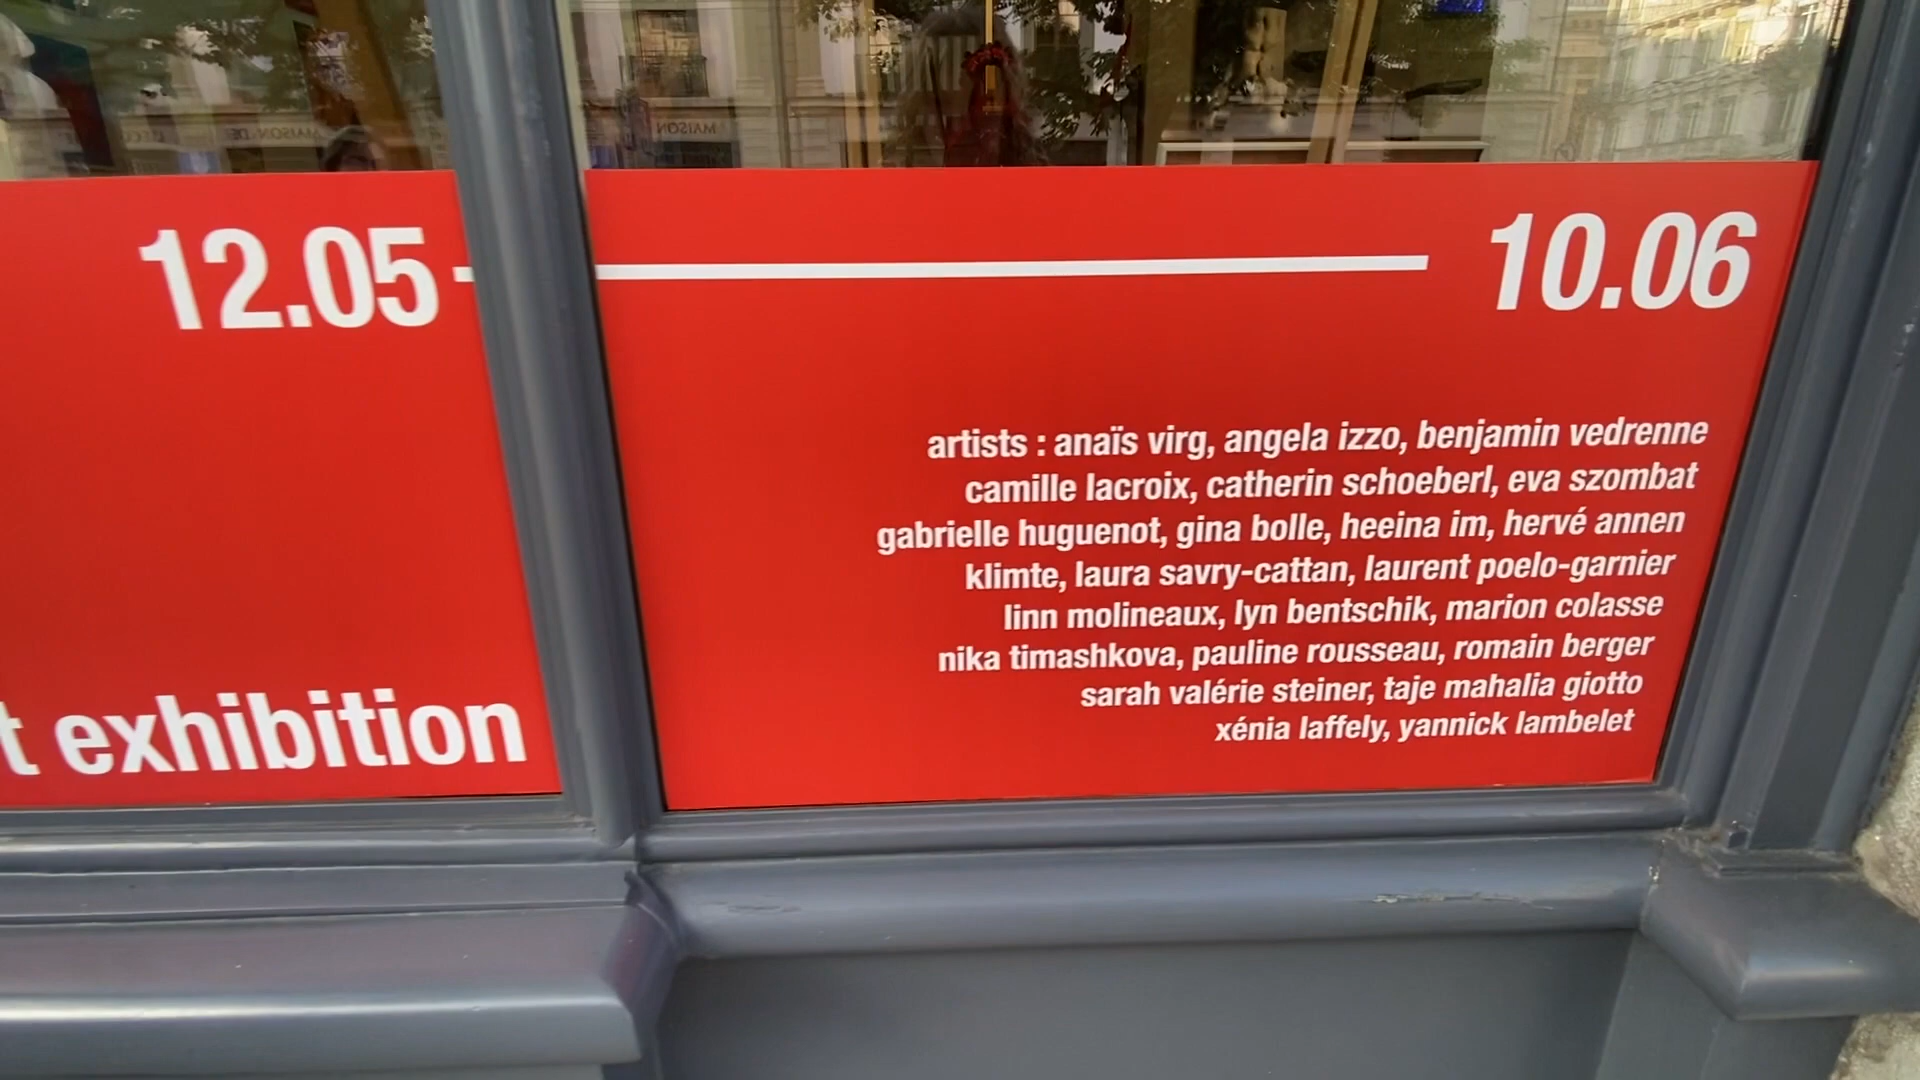 12.05
10.06
exhibition
artists : anaïs virg, angela izzo, benjamin vedrenne
camille lacroix, catherin schoeberl, eva szombat
gabrielle huguenot, gina bolle, heeina im, hervé annen
klimte, laura savry-cattan, laurent poelo-garnier
linn molineaux, lyn bentschik, marion colasse
nika timashkova, pauline rousseau, romain berger
sarah valérie steiner, taje mahalia giotto
xénia laffely, yannick lambelet